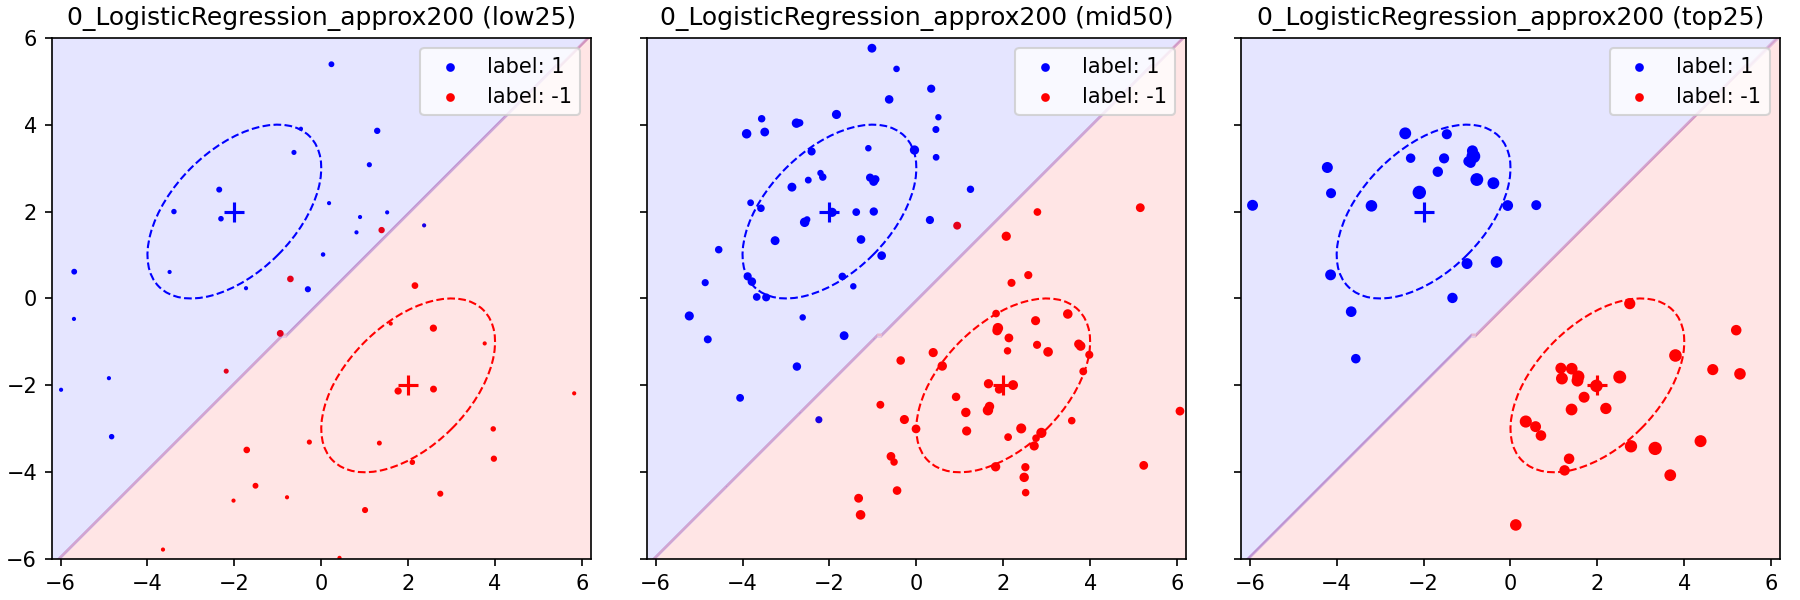 0_LogisticRegression_approx200 (low25)
label: 1
label: -1
6
4
2
0
−2
−4
−6
−6 −4 −2 0 2 4 6
0_LogisticRegression_approx200 (mid50)
label: 1
label: -1
−6 −4 −2 0 2 4 6
0_LogisticRegression_approx200 (top25)
label: 1
label: -1
−6 −4 −2 0 2 4 6